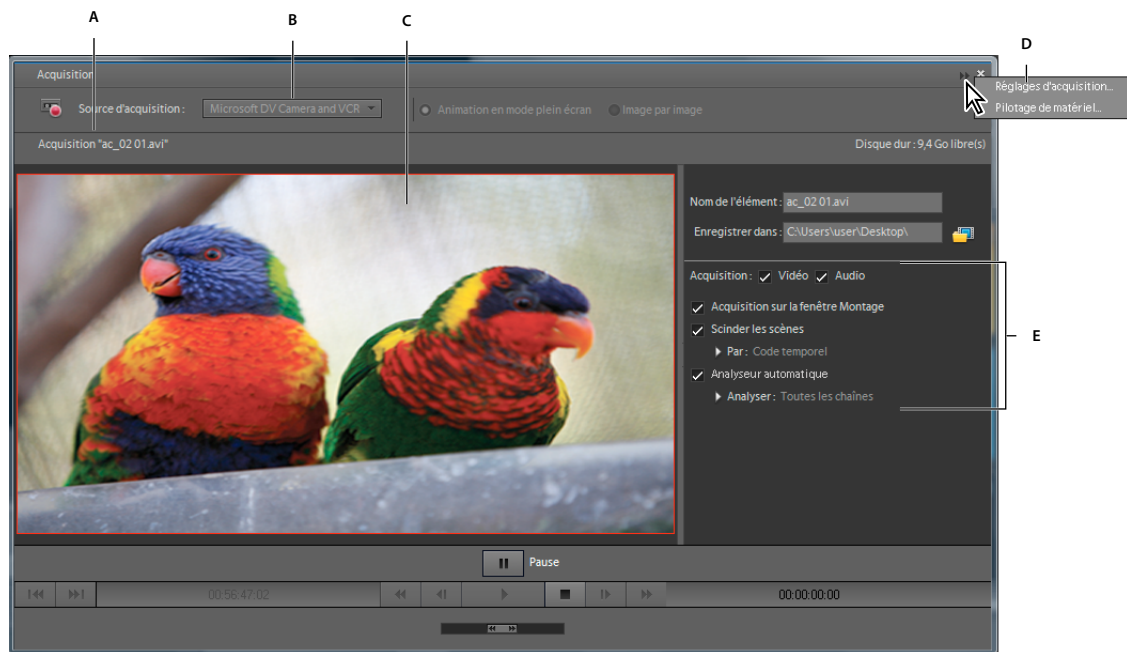 A
B
C
D
Acquisition
Réglages d'acquisition...
Source d'acquisition :
Microsoft DV Camera and VCR
Animation en mode plein écran
Image par image
Pilotage de matériel...
Acquisition "ac_02 01.avi"
Disque dur : 9,4 Go libre(s)
Nom de l'élément : ac_02 01.avi
Enregistrer dans : C:\Users\user\Desktop\
Acquisition : Vidéo Audio
Acquisition sur la fenêtre Montage
Scinder les scènes
E
Par : Code temporel
Analyseur automatique
Analyser : Toutes les chaînes
Pause
00:56:47:02
00:00:00:00